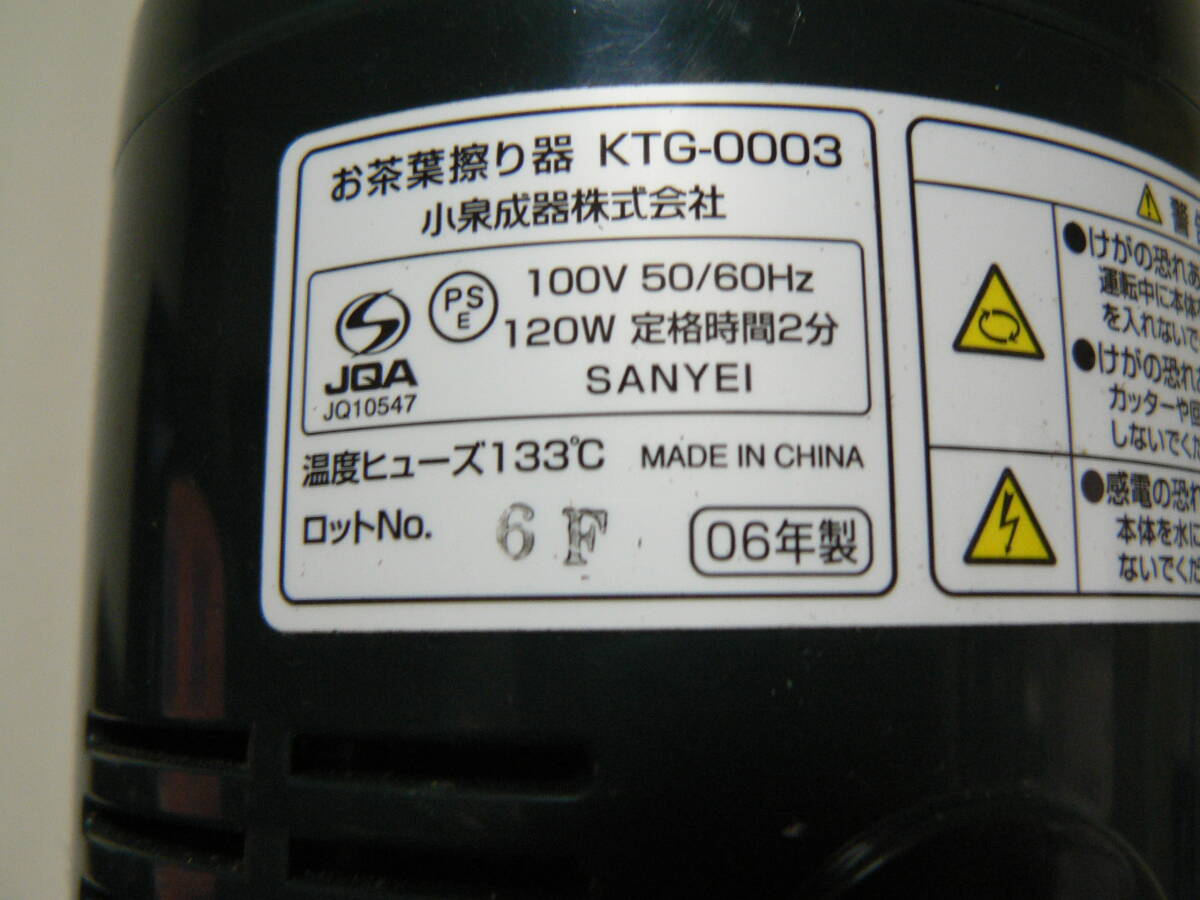 お茶葉擦り器 KTG-0003
小泉成器株式会社
JQA
JQ10547
PS
E
100V 50/60Hz
120W 定格時間2分
SANYEI
温度ヒューズ133℃ MADE IN CHINA
ロットNo. 6F 06年製
警
●けがの恐れ
運転中に本体
を入れないで
●けがの恐れ
カッターや
しないでくだ
●感電の恐れ
本体を水に
ないでくだ